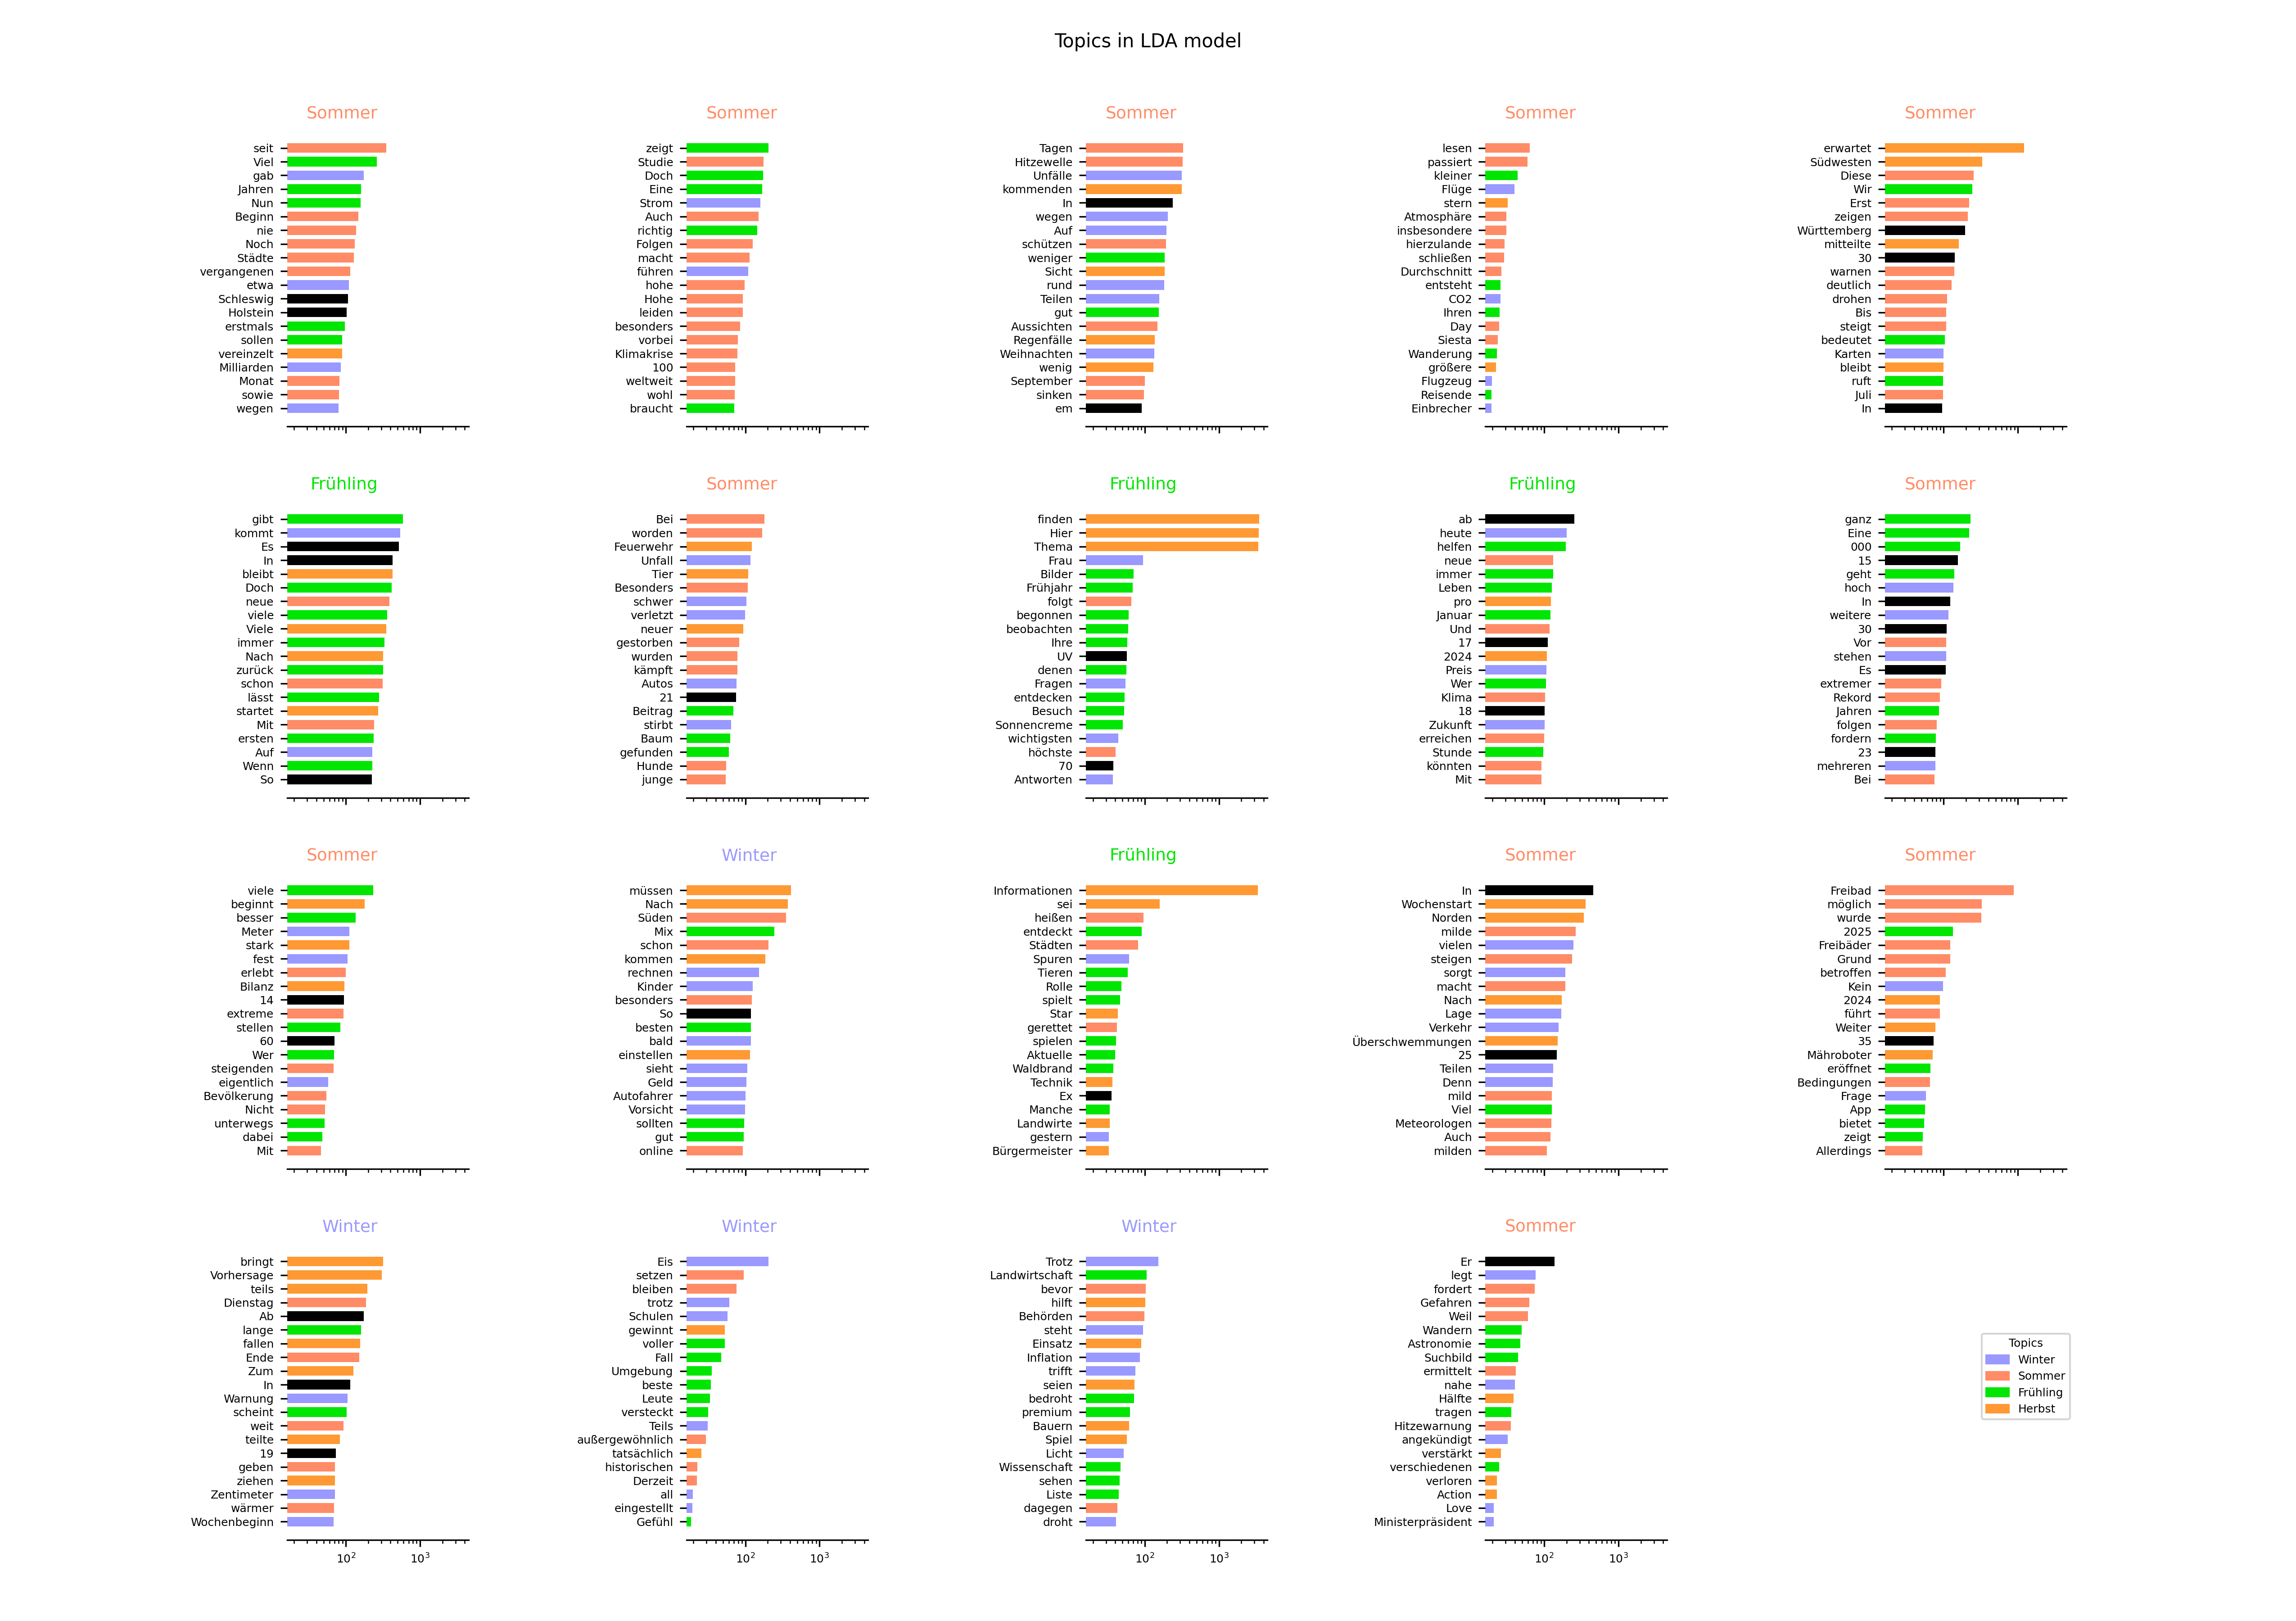 Topics in LDA model
Sommer
seit
Viel
gab
Jahren
Nun
Beginn
nie
Noch
Städte
vergangenen
etwa
Schleswig
Holstein
erstmals
sollen
vereinzelt
Milliarden
Monat
sowie
wegen
Sommer
zeigt
Studie
Doch
Eine
Strom
Auch
richtig
Folgen
macht
führen
hohe
Hohe
leiden
besonders
vorbei
Klimakrise
100
weltweit
wohl
braucht
Sommer
Tagen
Hitzewelle
Unfälle
kommenden
In
wegen
Auf
schützen
weniger
Sicht
rund
Teilen
gut
Aussichten
Regenfälle
Weihnachten
wenig
September
sinken
em
Sommer
lesen
passiert
kleiner
Flüge
stern
Atmosphäre
insbesondere
hierzulande
schließen
Durchschnitt
entsteht
CO2
Ihren
Day
Siesta
Wanderung
größere
Flugzeug
Reisende
Einbrecher
Sommer
erwartet
Südwesten
Diese
Wir
Erst
zeigen
Württemberg
mitteilte
30
warnen
deutlich
drohen
Bis
steigt
bedeutet
Karten
bleibt
ruft
Juli
In
Frühling
gibt
kommt
Es
In
bleibt
Doch
neue
viele
Viele
immer
Nach
zurück
schon
lässt
startet
Mit
ersten
Auf
Wenn
So
Sommer
Bei
worden
Feuerwehr
Unfall
Tier
Besonders
schwer
verletzt
neuer
gestorben
wurden
kämpft
Autos
21
Beitrag
stirbt
Baum
gefunden
Hunde
junge
Frühling
finden
Hier
Thema
Frau
Bilder
Frühjahr
folgt
begonnen
beobachten
Ihre
UV
denen
Fragen
entdecken
Besuch
Sonnencreme
wichtigsten
höchste
70
Antworten
Frühling
ab
heute
helfen
neue
immer
Leben
pro
Januar
Und
17
2024
Preis
Wer
Klima
18
Zukunft
erreichen
Stunde
könnten
Mit
Sommer
ganz
Eine
000
15
geht
hoch
In
weitere
30
Vor
stehen
Es
extremer
Rekord
Jahren
folgen
fordern
23
mehreren
Bei
Sommer
viele
beginnt
besser
Meter
stark
fest
erlebt
Bilanz
14
extreme
stellen
60
Wer
steigenden
eigentlich
Bevölkerung
Nicht
unterwegs
dabei
Mit
Winter
müssen
Nach
Süden
Mix
schon
kommen
rechnen
Kinder
besonders
So
besten
bald
einstellen
sieht
Geld
Autofahrer
Vorsicht
sollten
gut
online
Frühling
Informationen
sei
heißen
entdeckt
Städten
Spuren
Tieren
Rolle
spielt
Star
gerettet
spielen
Aktuelle
Waldbrand
Technik
Ex
Manche
Landwirte
gestern
Bürgermeister
Sommer
In
Wochenstart
Norden
milde
vielen
steigen
sorgt
macht
Nach
Lage
Verkehr
Überschwemmungen
25
Teilen
Denn
mild
Viel
Meteorologen
Auch
milden
Sommer
Freibad
möglich
wurde
2025
Freibäder
Grund
betroffen
Kein
2024
führt
Weiter
35
Mähroboter
eröffnet
Bedingungen
Frage
App
bietet
zeigt
Allerdings
Winter
bringt
Vorhersage
teils
Dienstag
Ab
lange
fallen
Ende
Zum
In
Warnung
scheint
weit
teilte
19
geben
ziehen
Zentimeter
wärmer
Wochenbeginn
10²
10³
Winter
Eis
setzen
bleiben
trotz
Schulen
gewinnt
voller
Fall
Umgebung
beste
Leute
versteckt
Teils
außergewöhnlich
tatsächlich
historischen
Derzeit
all
eingestellt
Gefühl
10²
10³
Winter
Trotz
Landwirtschaft
bevor
hilft
Behörden
steht
Einsatz
Inflation
trifft
seien
bedroht
premium
Bauern
Spiel
Licht
Wissenschaft
sehen
Liste
dagegen
droht
10²
10³
Sommer
Er
legt
fordert
Gefahren
Weil
Wandern
Astronomie
Suchbild
ermittelt
nahe
Hälfte
tragen
Hitzewarnung
angekündigt
verstärkt
verschiedenen
verloren
Action
Love
Ministerpräsident
10²
10³
Topics
Winter
Sommer
Frühling
Herbst